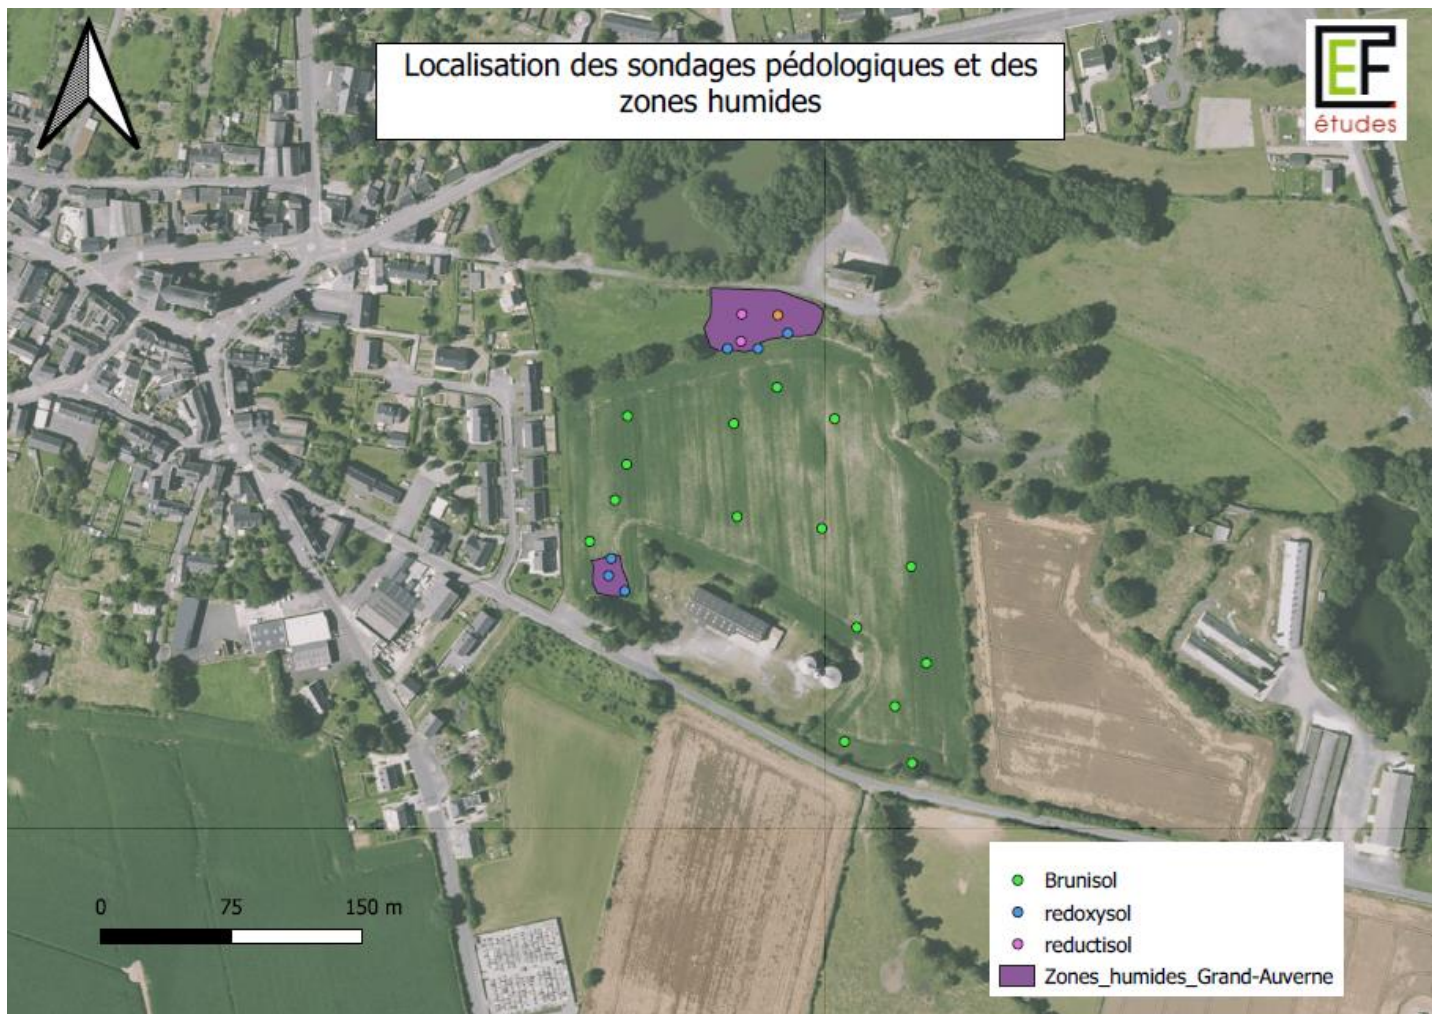 Localisation des sondages pédologiques et des
zones humides
EF
études
0 75 150 m
Brunisol
redoxysol
reductisol
Zones_humides_Grand-Auverne